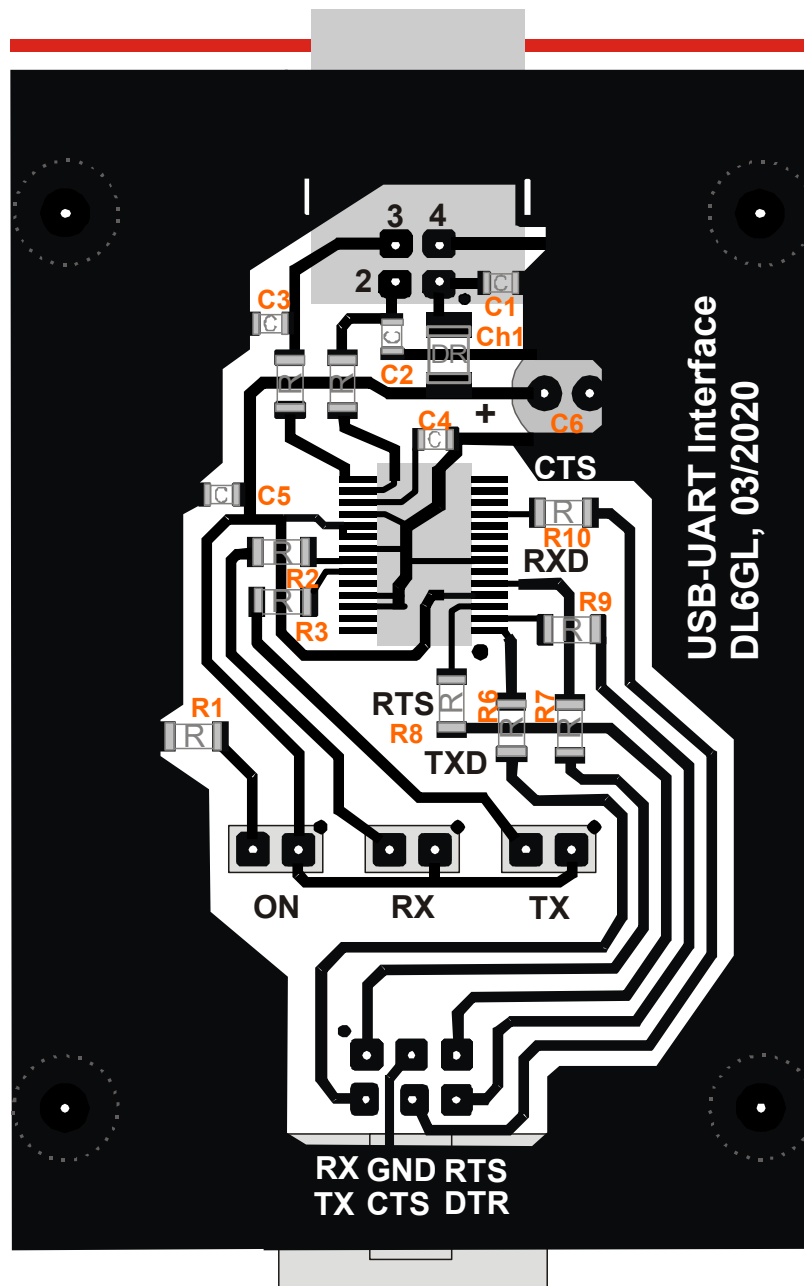 3 4
2
C3
C
C
C1
Ch1
C
DR
C2
R
R
C4
C
+
C6
CTS
C
C5
R
R10
R
R2
RXD
R
R3
R9
R
USB-UART Interface
DL6GL, 03/2020
R1
R
RTS
R8
R
R6
R
R7
R
TXD
ON RX TX
RX GND RTS
TX CTS DTR